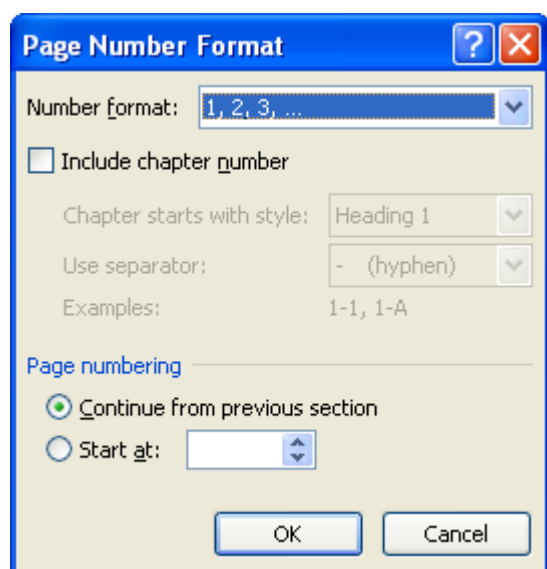 Page Number Format
Number format: 1, 2, 3, ...
Include chapter number
Chapter starts with style: Heading 1
Use separator: - (hyphen)
Examples: 1-1, 1-A
Page numbering
Continue from previous section
Start at:
OK Cancel